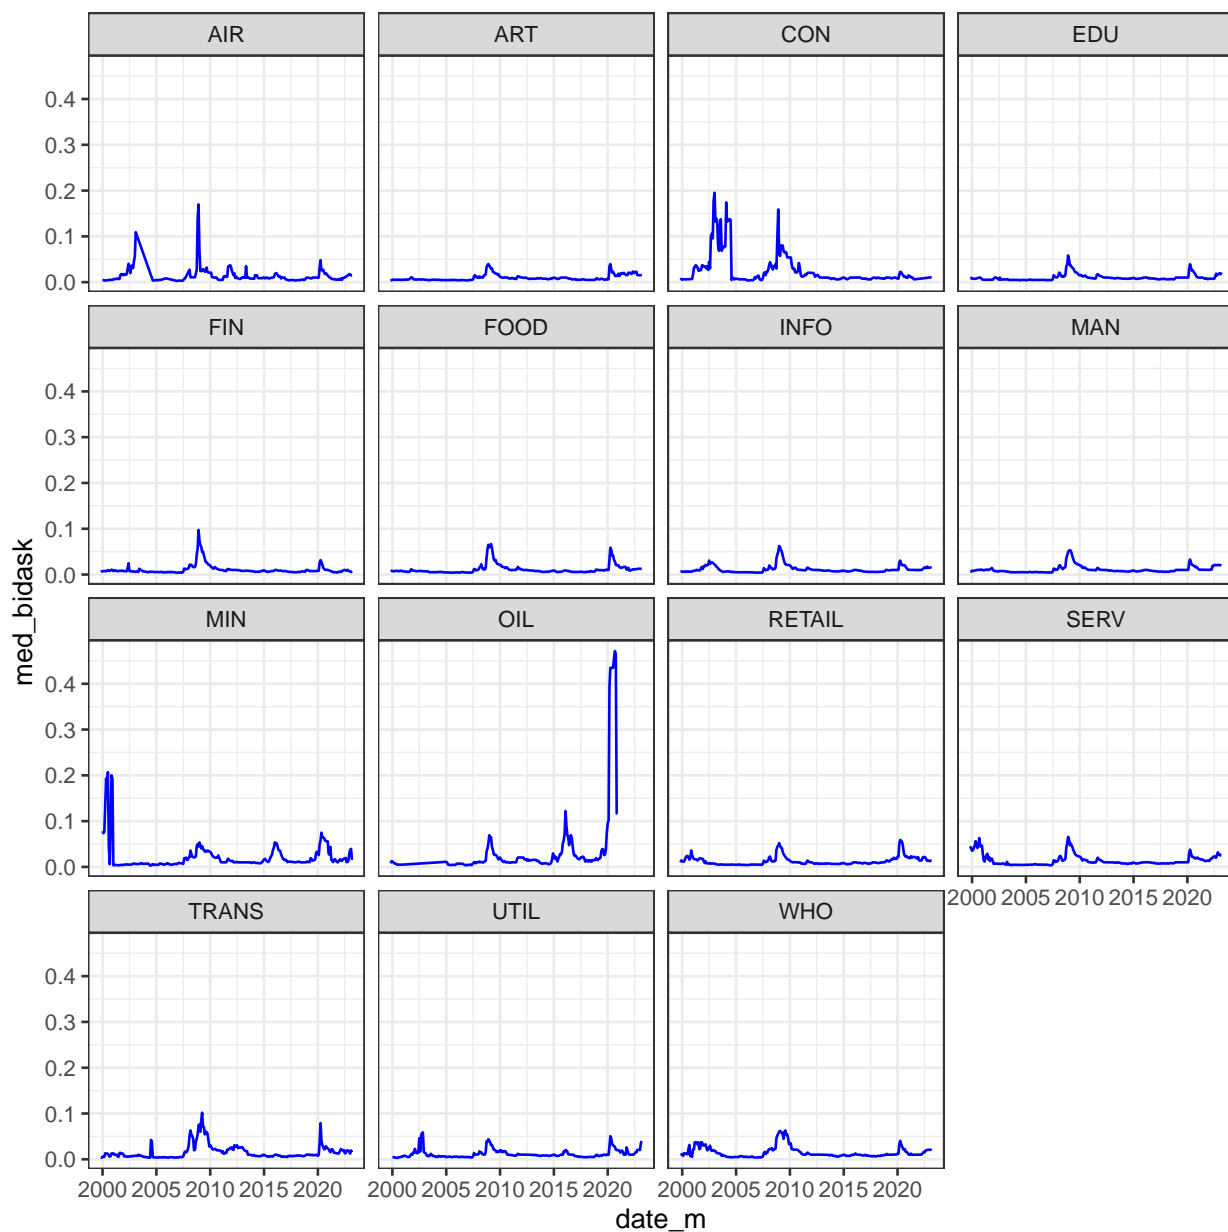 AIR ART CON EDU
0.4
0.3
0.2
0.1
0.0
FIN FOOD INFO MAN
0.4
0.3
0.2
0.1
0.0
med_bidask
MIN OIL RETAIL SERV
0.4
0.3
0.2
0.1
0.0
2000 2005 2010 2015 2020
TRANS UTIL WHO
0.4
0.3
0.2
0.1
0.0
2000 2005 2010 2015 2020 2000 2005 2010 2015 2020 2000 2005 2010 2015 2020
date_m